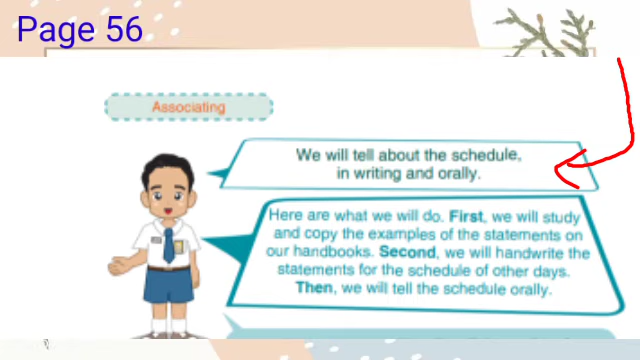 Page 56
Associating
We will tell about the schedule,
in writing and orally.
Here are what we will do. First, we will study
and copy the examples of the statements on
our handbooks. Second, we will handwrite the
statements for the schedule of other days.
Then, we will tell the schedule orally.